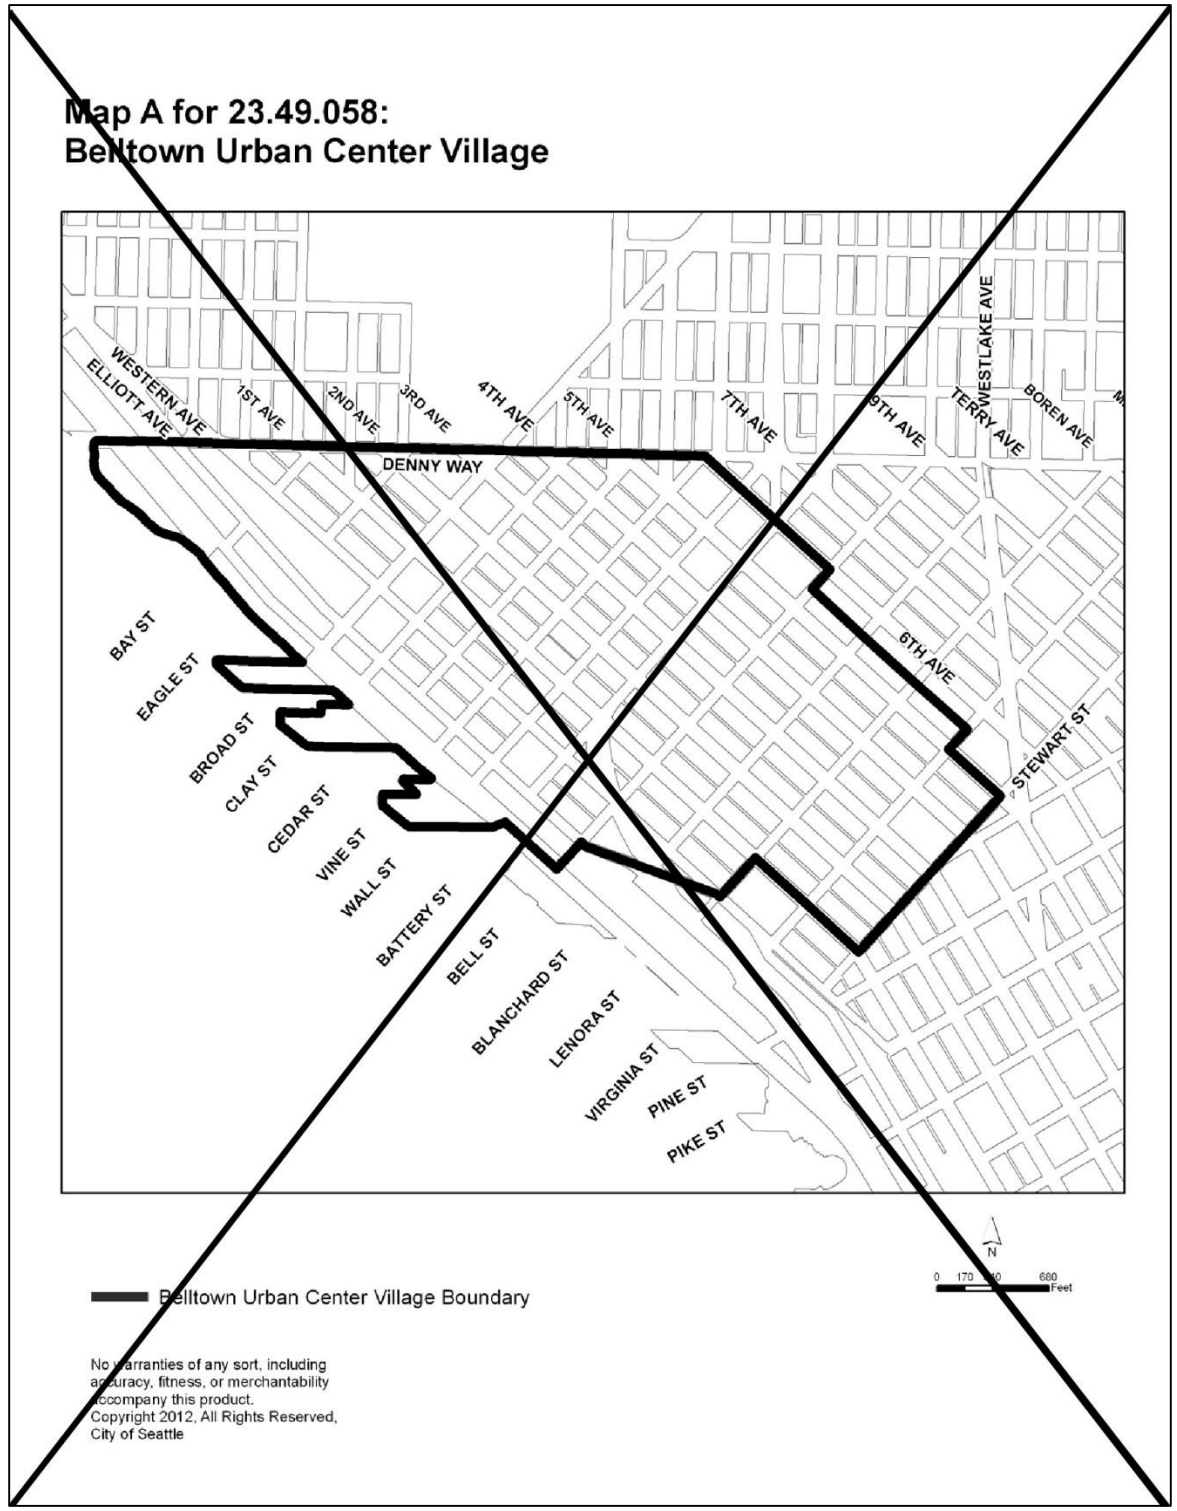 Map A for 23.49.058:
Belltown Urban Center Village
WESTLAKE AVE
WESTERN AVE
ELLIOTT AVE
1ST AVE
2ND AVE
3RD AVE
4TH AVE
5TH AVE
7TH AVE
9TH AVE
TERRY AVE
BOREN AVE
DENNY WAY
6TH AVE
STEWART ST
BAY ST
EAGLE ST
BROAD ST
CLAY ST
CEDAR ST
VINE ST
WALL ST
BATTERY ST
BELL ST
BLANCHARD ST
LENORA ST
VIRGINIA ST
PINE ST
PIKE ST
N
0 170 340 680
Feet
Belltown Urban Center Village Boundary
No warranties of any sort, including
accuracy, fitness, or merchantability
accompany this product.
Copyright 2012, All Rights Reserved,
City of Seattle